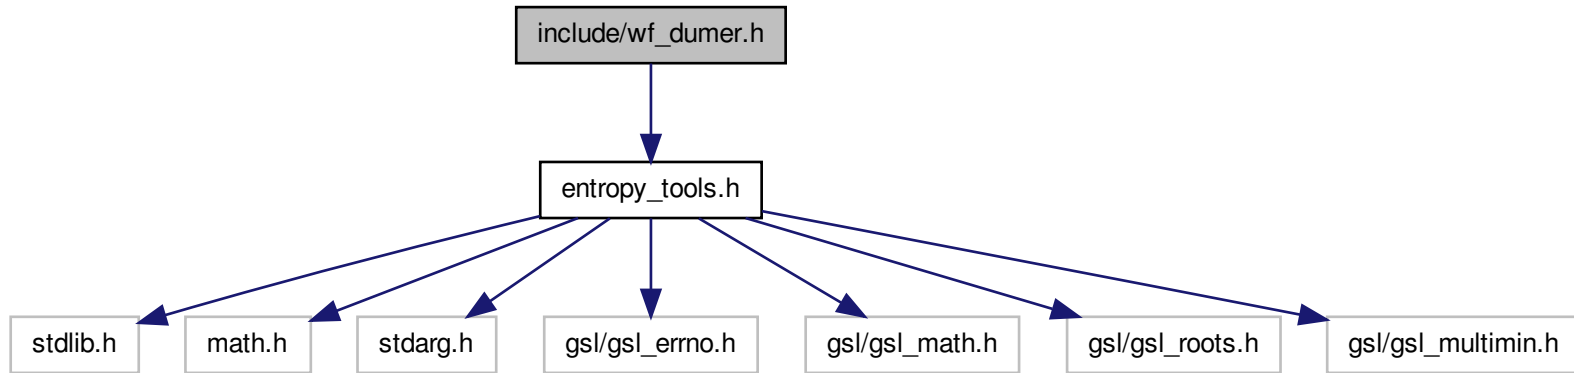 include/wf_dumer.h
entropy_tools.h
stdlib.h
math.h
stdarg.h
gsl/gsl_errno.h
gsl/gsl_math.h
gsl/gsl_roots.h
gsl/gsl_multimin.h